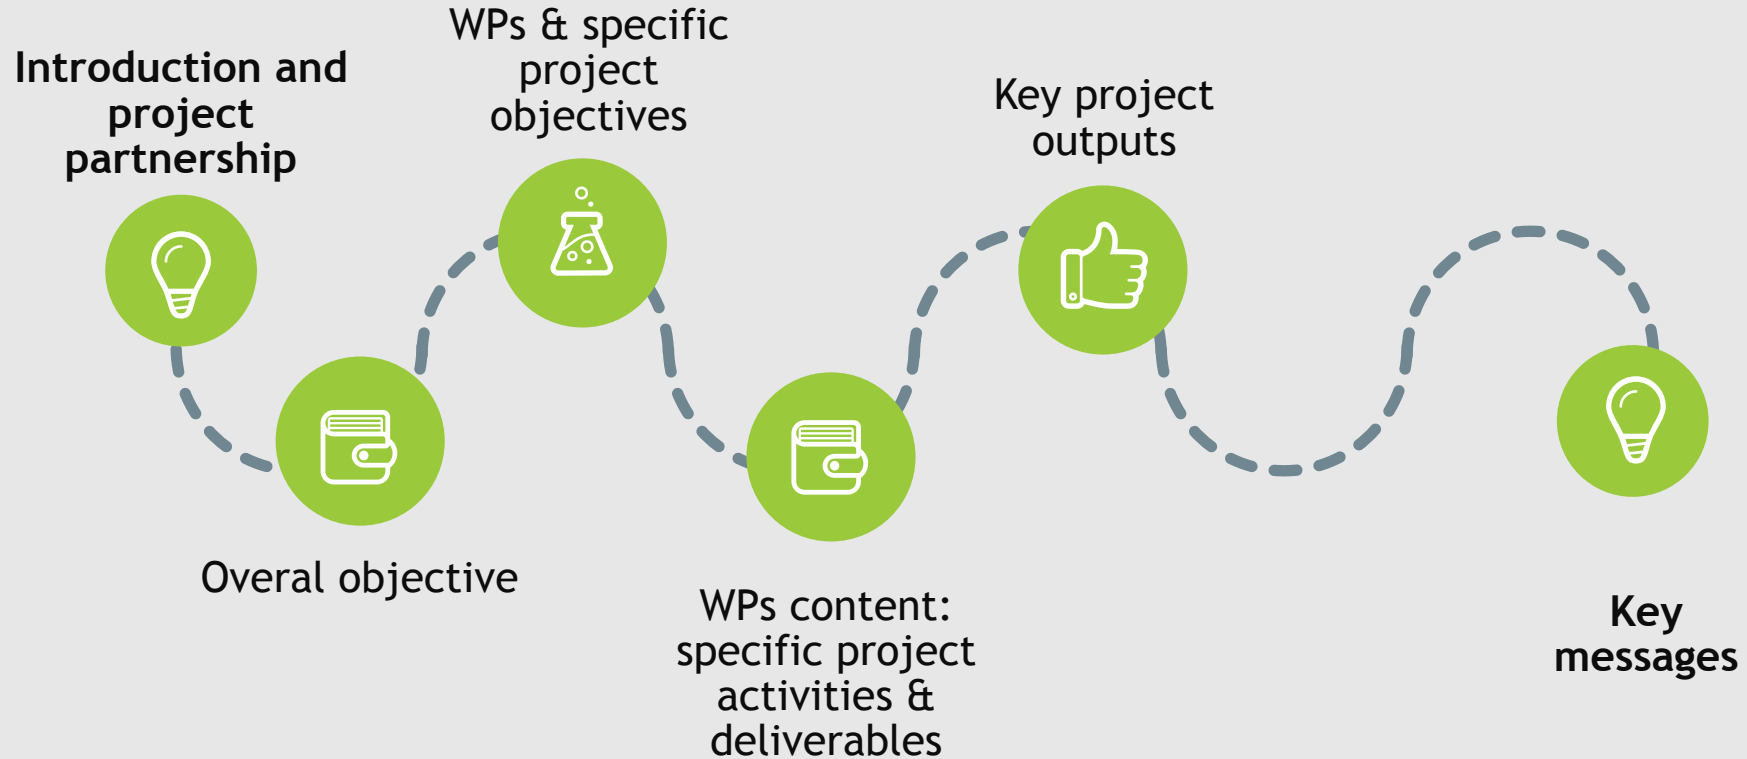 Introduction and
project
partnership
Overal objective
WPs & specific
project
objectives
WPs content:
specific project
activities &
deliverables
Key project
outputs
Key
messages